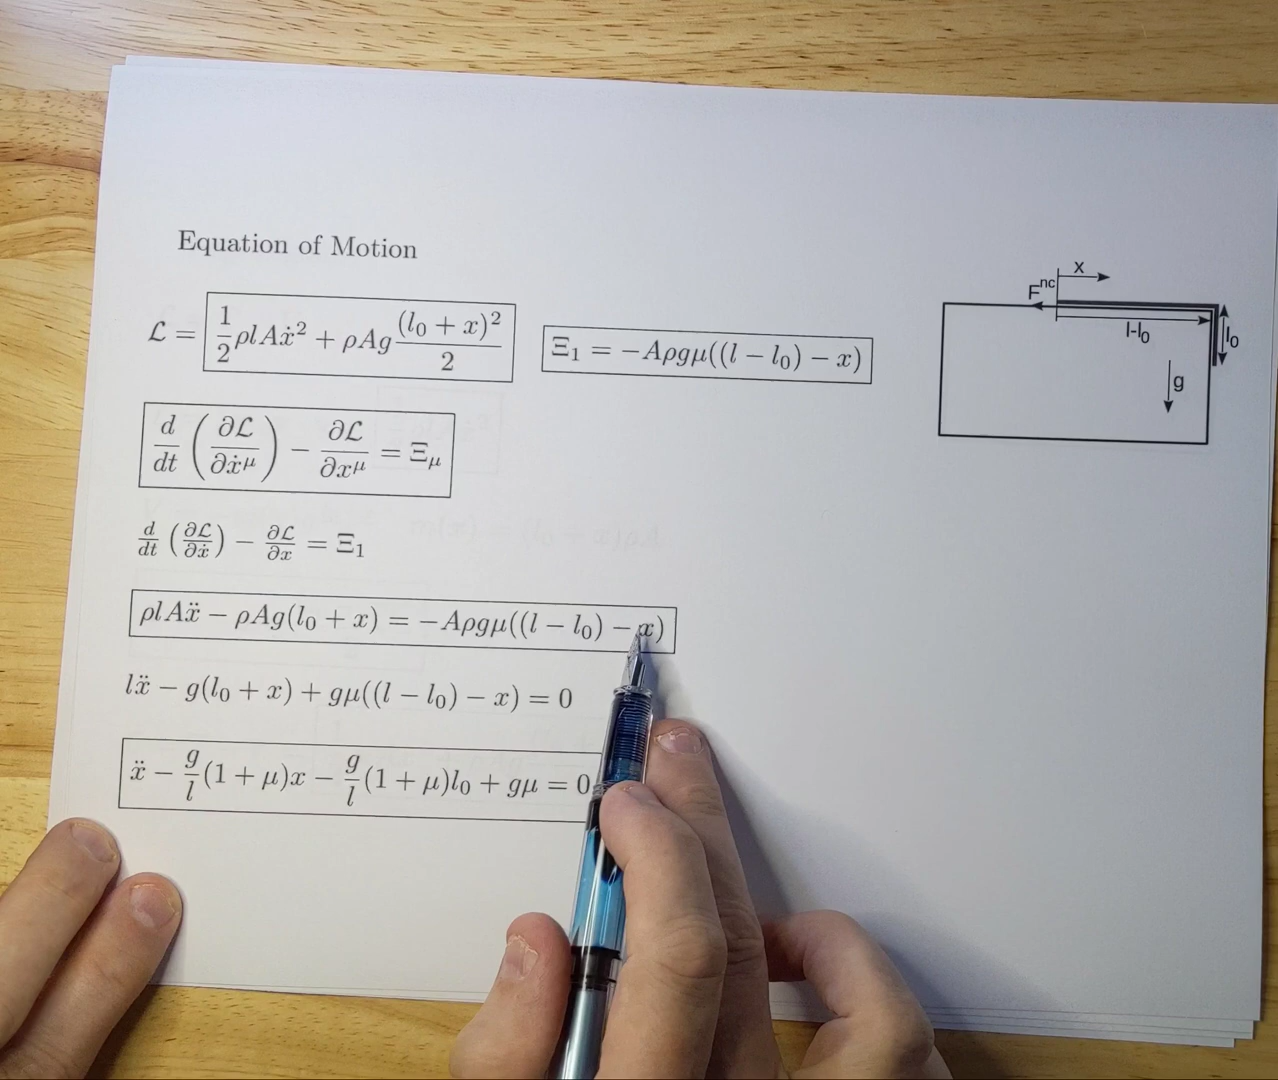 Equation of Motion
ℒ = ½ρlAẋ² + ρAg (l₀ + x)²/2    Ξ₁ = −Aρgμ((l − l₀) − x)
d/dt (∂ℒ/∂ẋ^μ) − ∂ℒ/∂x^μ = Ξ_μ
d/dt (∂ℒ/∂ẋ) − ∂ℒ/∂x = Ξ₁
ρlAẍ − ρAg(l₀ + x) = −Aρgμ((l − l₀) − x)
lẍ − g(l₀ + x) + gμ((l − l₀) − x) = 0
ẍ − g/l (1 + μ)x − g/l (1 + μ)l₀ + gμ = 0
x
F^nc
l-l₀
l₀
g